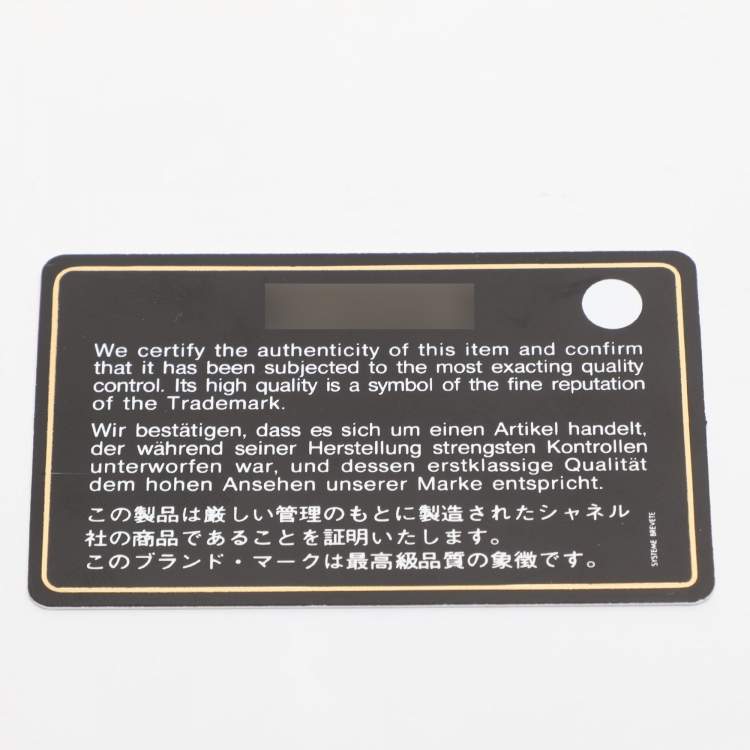 We certify the authenticity of this item and confirm
that it has been subjected to the most exacting quality
control. Its high quality is a symbol of the fine reputation
of the Trademark.
Wir bestätigen, dass es sich um einen Artikel handelt,
der während seiner Herstellung strengsten Kontrollen
unterworfen war, und dessen erstklassige Qualität
dem hohen Ansehen unserer Marke entspricht.
この製品は厳しい管理のもとに製造されたシャネル
社の商品であることを証明いたします。
このブランド・マークは最高級品質の象徴です。
SYSTEME BREVETE